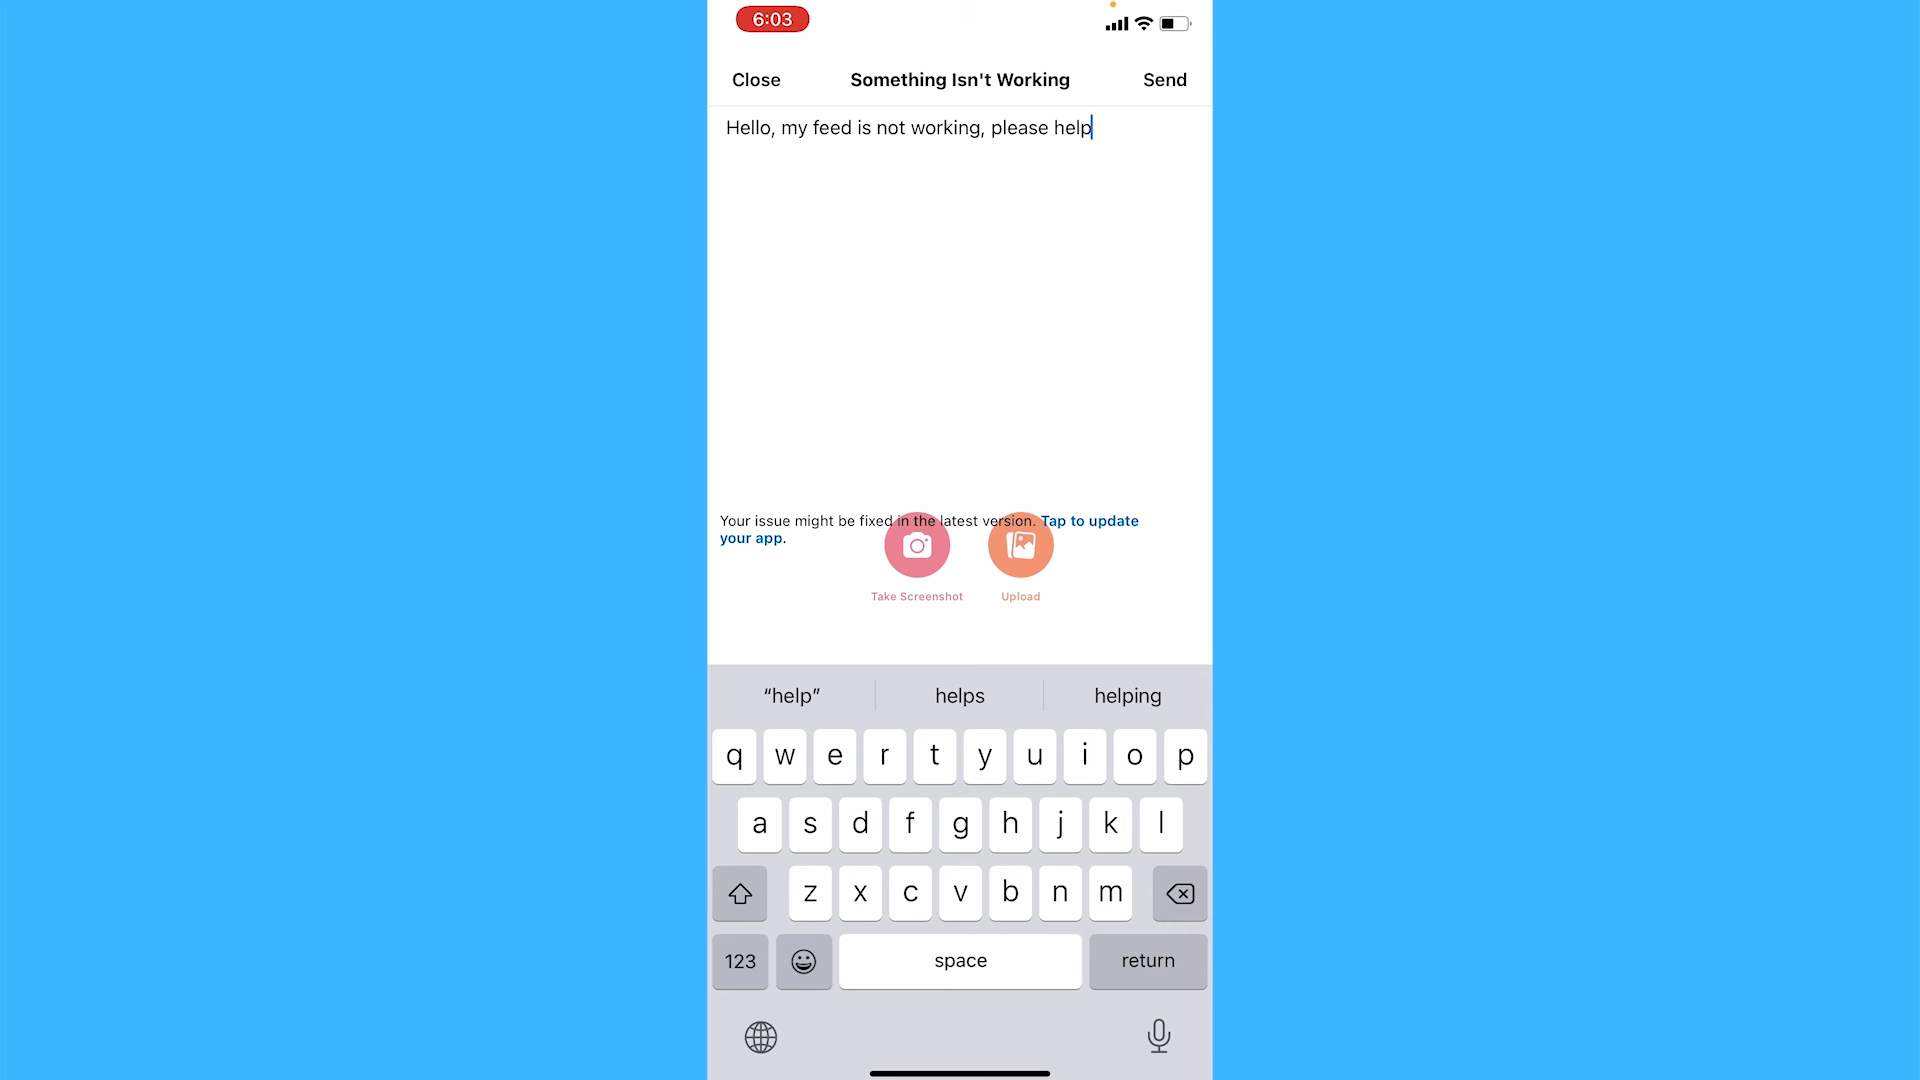 6:03
Close
Something Isn't Working
Send
Hello, my feed is not working, please help
Your issue might be fixed in the latest version. Tap to update
your app.
Take Screenshot
Upload
“help”
helps
helping
q w e r t y u i o p
a s d f g h j k l
z x c v b n m
123
space
return